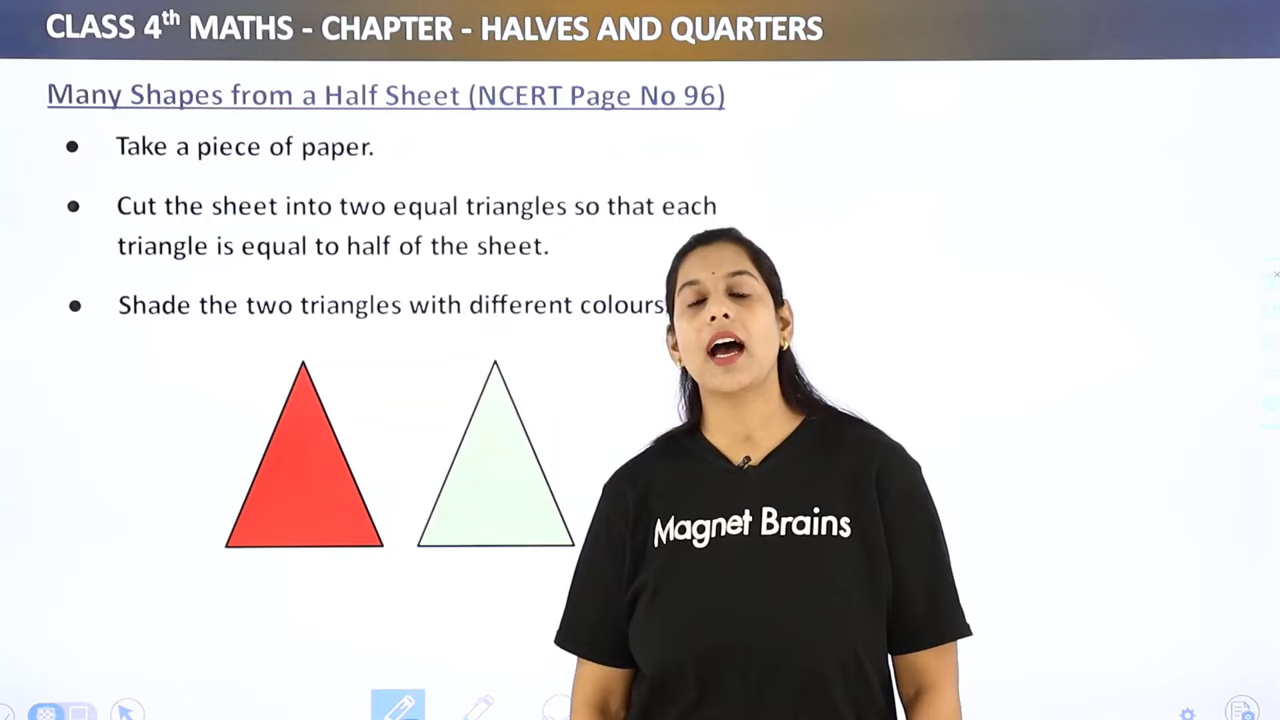 CLASS 4th MATHS - CHAPTER - HALVES AND QUARTERS
Many Shapes from a Half Sheet (NCERT Page No 96)
● Take a piece of paper.
● Cut the sheet into two equal triangles so that each
triangle is equal to half of the sheet.
● Shade the two triangles with different colours
Magnet Brains